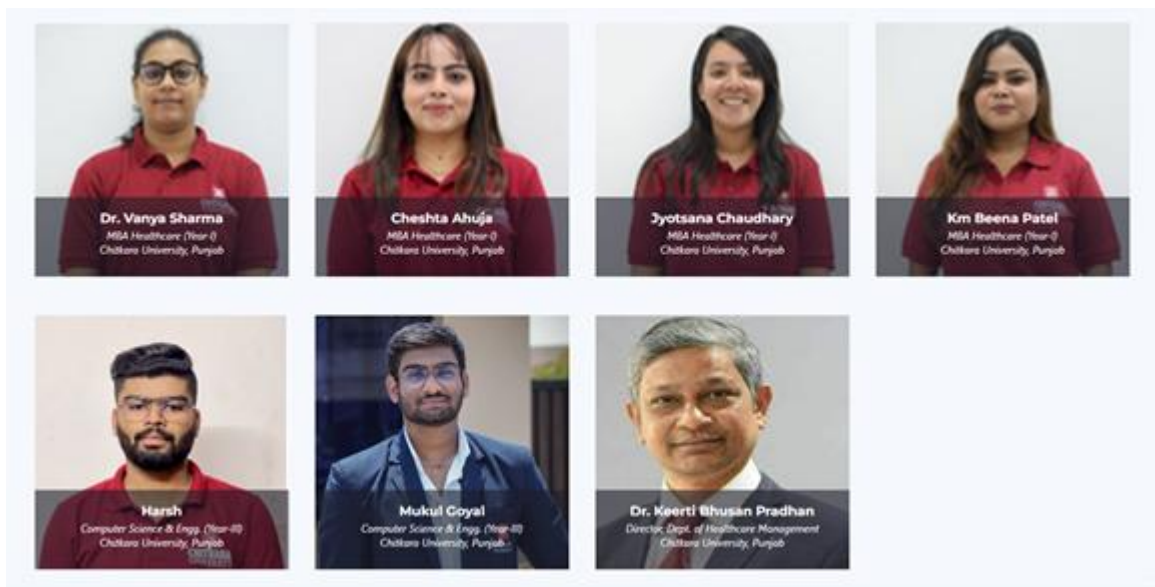 Dr. Vanya Sharma
MBA Healthcare (Year-I)
Chitkara University, Punjab
Cheshta Ahuja
MBA Healthcare (Year-I)
Chitkara University, Punjab
Jyotsana Chaudhary
MBA Healthcare (Year-I)
Chitkara University, Punjab
Km Beena Patel
MBA Healthcare (Year-I)
Chitkara University, Punjab
Harsh
Computer Science & Engg. (Year-III)
Chitkara University, Punjab
CHITKARA
UNIVERSITY
Mukul Goyal
Computer Science & Engg. (Year-III)
Chitkara University, Punjab
Dr. Keerti Bhusan Pradhan
Director, Dept. of Healthcare Management
Chitkara University, Punjab